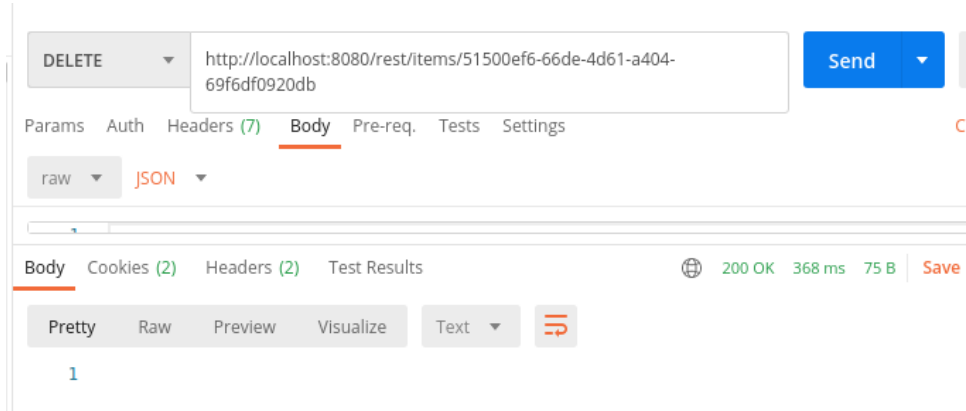 DELETE http://localhost:8080/rest/items/51500ef6-66de-4d61-a404-
69f6df0920db
Send
Params Auth Headers (7) Body Pre-req. Tests Settings
raw JSON
Body Cookies (2) Headers (2) Test Results 200 OK 368 ms 75 B Save
Pretty Raw Preview Visualize Text
1